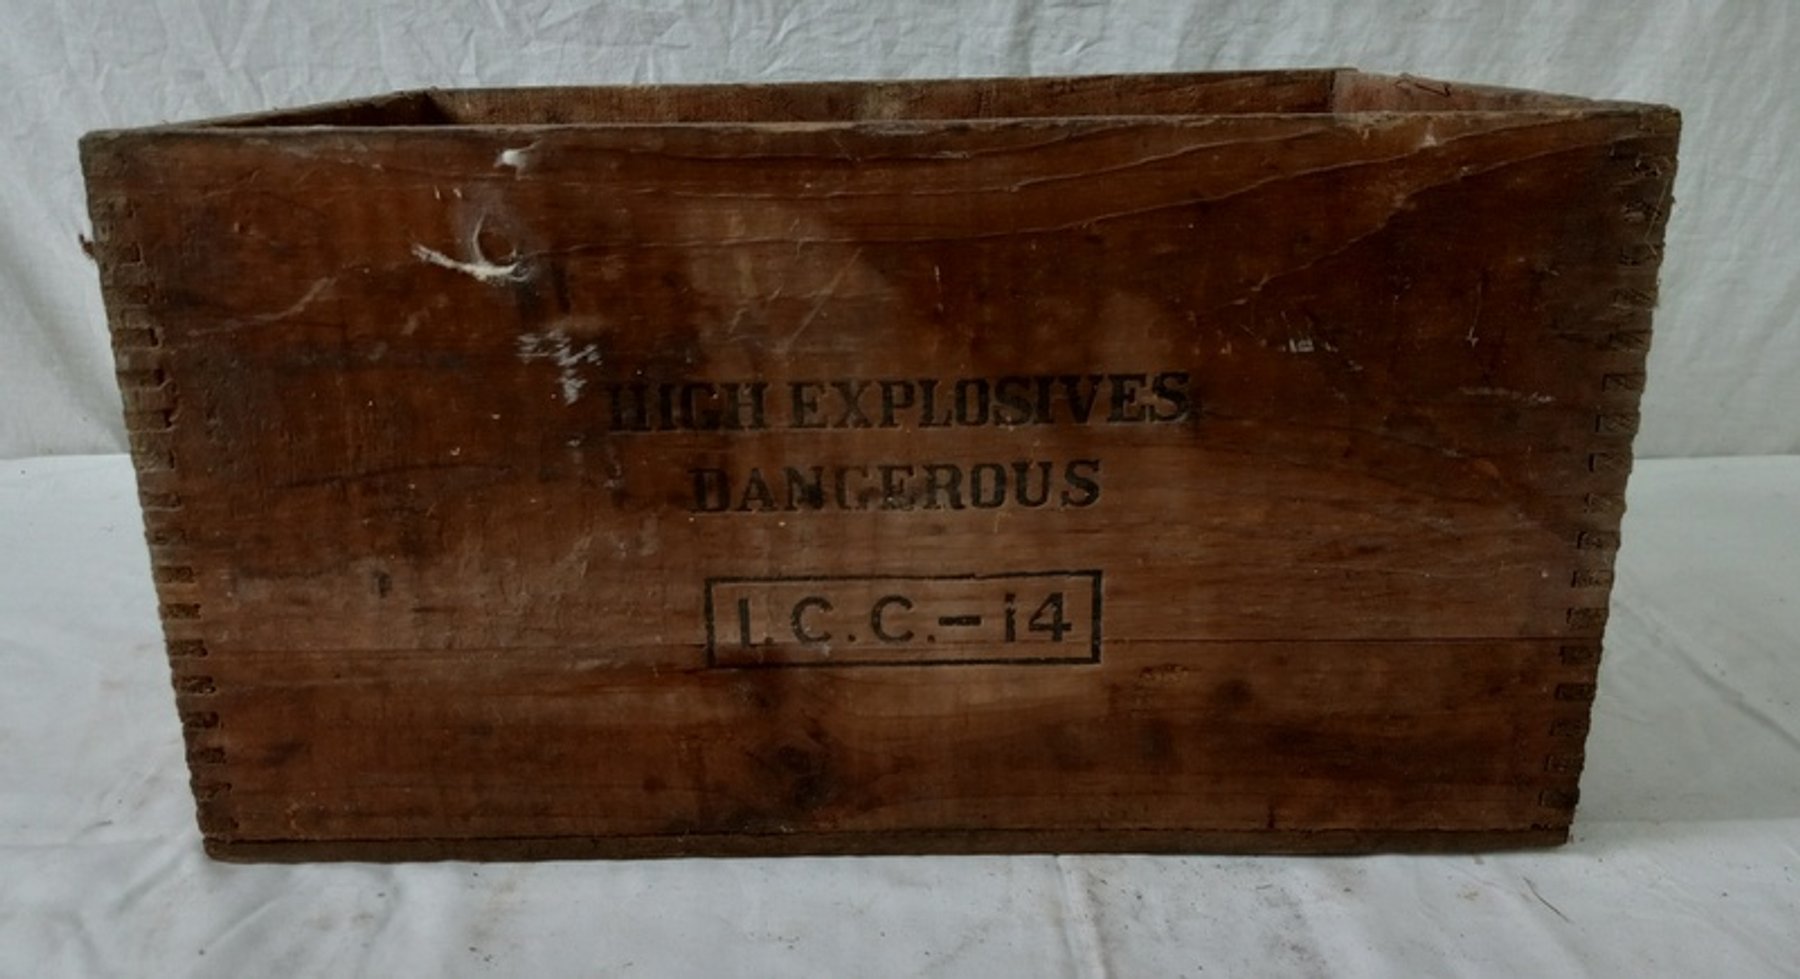 HIGH EXPLOSIVES
DANGEROUS
I.C.C.-14